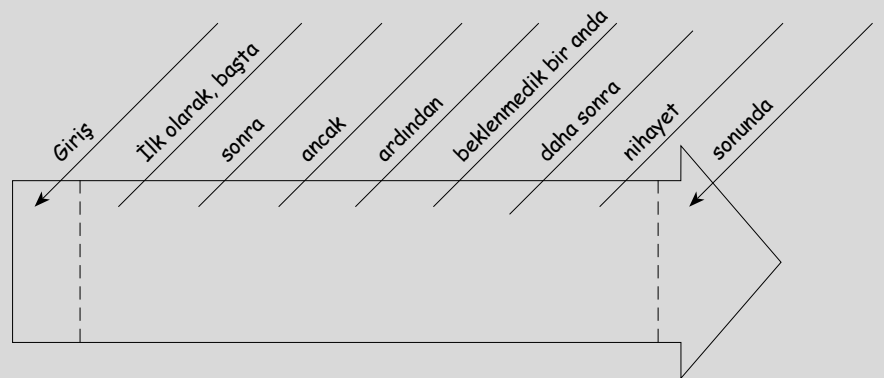 Giriş
İlk olarak, başta
sonra
ancak
ardından
beklenmedik bir anda
daha sonra
nihayet
sonunda